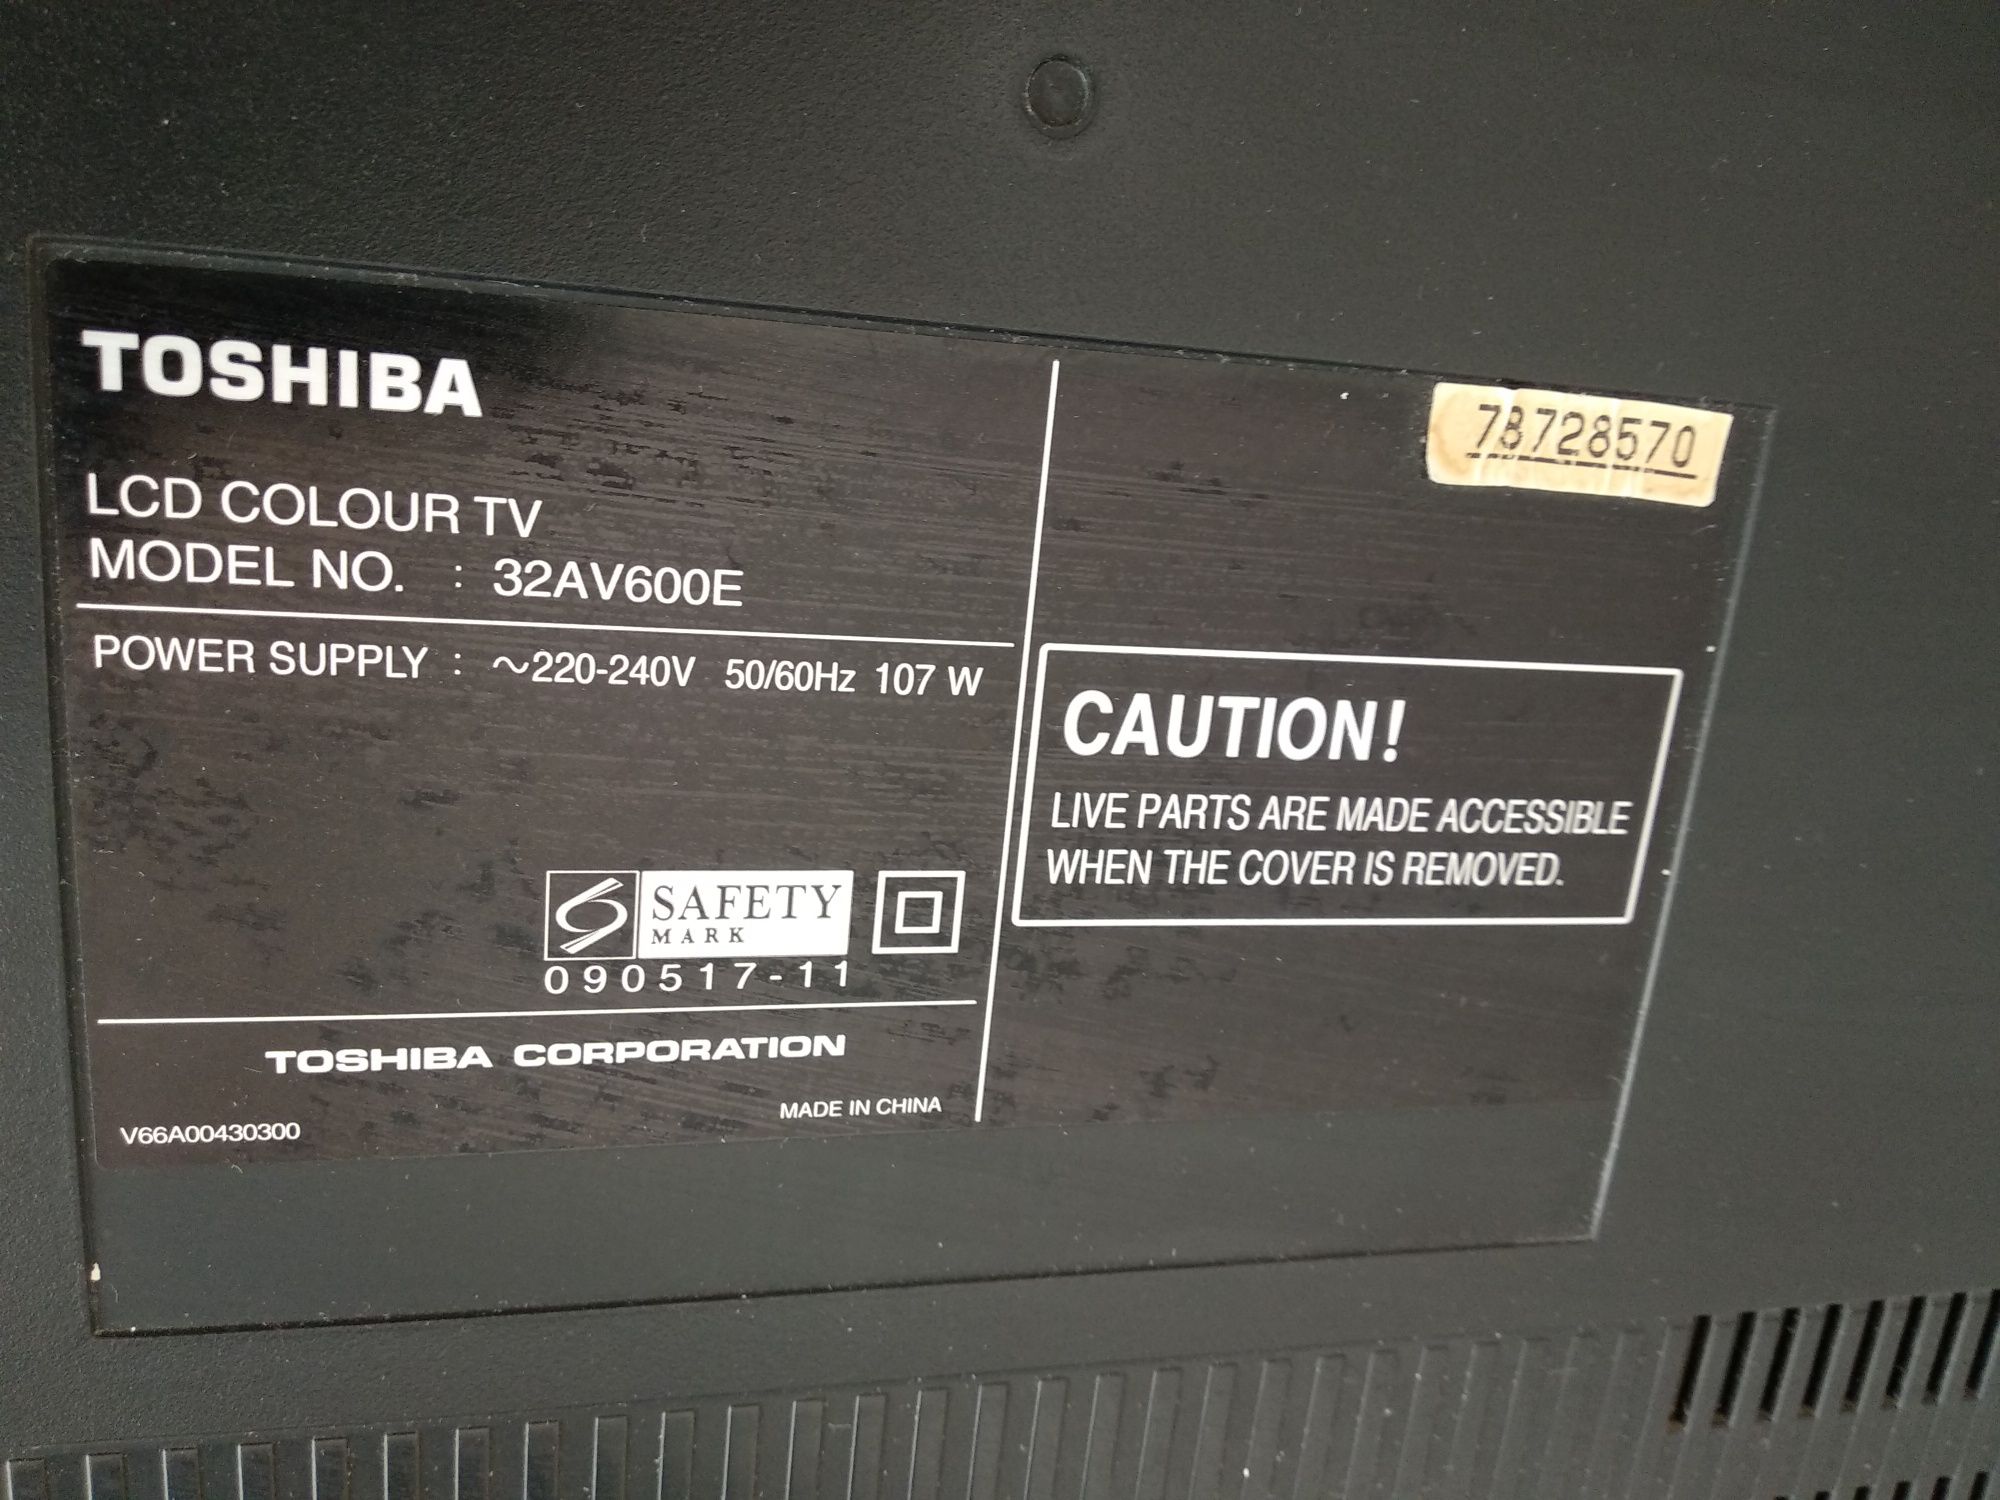 TOSHIBA
78728570
LCD COLOUR TV
MODEL NO. : 32AV600E
POWER SUPPLY : ~220-240V 50/60Hz 107 W
CAUTION!
LIVE PARTS ARE MADE ACCESSIBLE
WHEN THE COVER IS REMOVED.
SAFETY
MARK
090517-11
TOSHIBA CORPORATION
MADE IN CHINA
V66A00430300